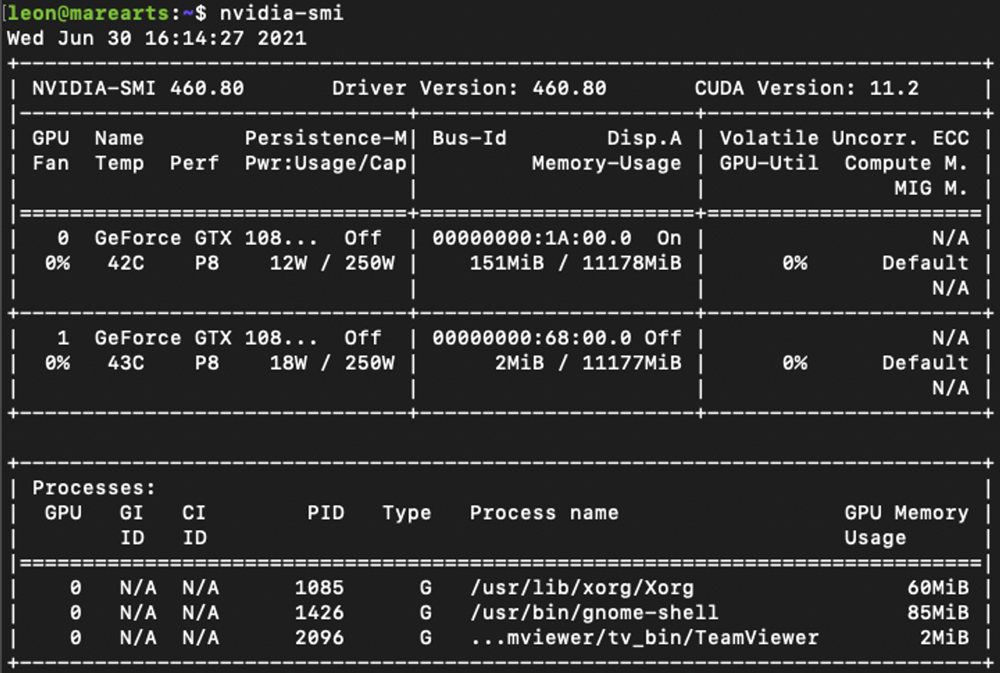 [leon@marearts:~$ nvidia-smi
Wed Jun 30 16:14:27 2021
+-----------------------------------------------------------------------------+
| NVIDIA-SMI 460.80       Driver Version: 460.80       CUDA Version: 11.2     |
|-------------------------------+----------------------+----------------------+
| GPU  Name        Persistence-M| Bus-Id        Disp.A | Volatile Uncorr. ECC |
| Fan  Temp  Perf  Pwr:Usage/Cap|         Memory-Usage | GPU-Util  Compute M. |
|                               |                      |               MIG M. |
|===============================+======================+======================|
|   0  GeForce GTX 108...  Off  | 00000000:1A:00.0  On |                  N/A |
|  0%   42C    P8    12W / 250W |    151MiB / 11178MiB |      0%      Default |
|                               |                      |                  N/A |
+-------------------------------+----------------------+----------------------+
|   1  GeForce GTX 108...  Off  | 00000000:68:00.0 Off |                  N/A |
|  0%   43C    P8    18W / 250W |      2MiB / 11177MiB |      0%      Default |
|                               |                      |                  N/A |
+-------------------------------+----------------------+----------------------+

+-----------------------------------------------------------------------------+
| Processes:                                                                  |
|  GPU   GI   CI        PID   Type   Process name                  GPU Memory |
|        ID   ID                                                   Usage      |
|=============================================================================|
|    0   N/A  N/A      1085      G   /usr/lib/xorg/Xorg                 60MiB |
|    0   N/A  N/A      1426      G   /usr/bin/gnome-shell               85MiB |
|    0   N/A  N/A      2096      G   ...mviewer/tv_bin/TeamViewer        2MiB |
+-----------------------------------------------------------------------------+